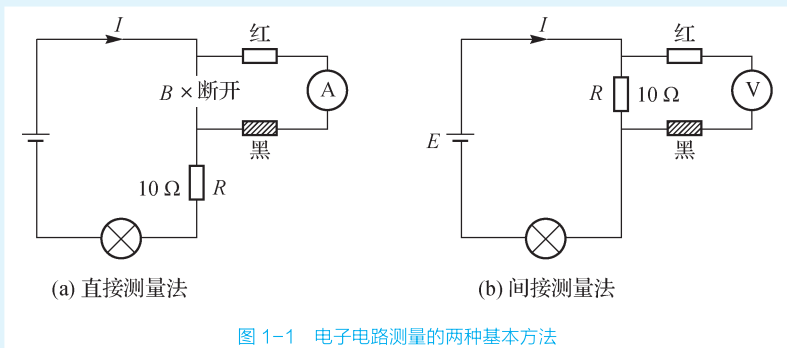 I
红
A
B × 断开
黑
10 Ω
R
(a) 直接测量法
I
红
R
10 Ω
V
E
黑
(b) 间接测量法
图 1-1 电子电路测量的两种基本方法